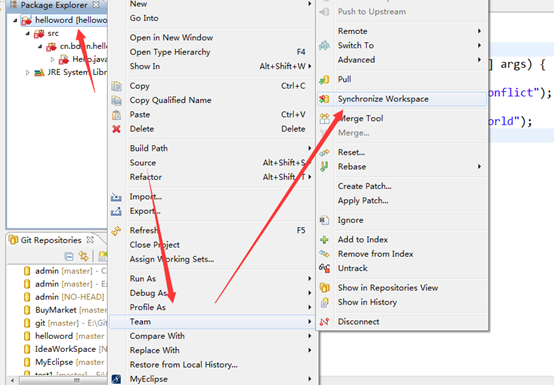 Package Explorer
helloword [hellowo
src
cn.bdcn.hell
Hello.java
JRE System Libr
Git Repositories
admin [master] - C
admin [master] - Ex
admin [NO-HEAD]
BuyMarket [master]
git [master] - E:\Git
helloword [master]
IdeaWorkSpace [N
MyEclipse [master]
test1 [master] - E:\
New
Go Into
Open in New Window
Open Type Hierarchy F4
Show In Alt+Shift+W
Copy Ctrl+C
Copy Qualified Name
Paste Ctrl+V
Delete Delete
Build Path
Source Alt+Shift+S
Refactor Alt+Shift+T
Import...
Export...
Refresh F5
Close Project
Assign Working Sets...
Run As
Debug As
Profile As
Team
Compare With
Replace With
Restore from Local History...
MyEclipse
Push to Upstream
Remote
Switch To
Advanced
Pull
Synchronize Workspace
Merge Tool
Merge...
Reset...
Rebase
Create Patch...
Apply Patch...
Ignore
Add to Index
Remove from Index
Untrack
Show in Repositories View
Show in History
Disconnect
] args) {
onflict");
orld");